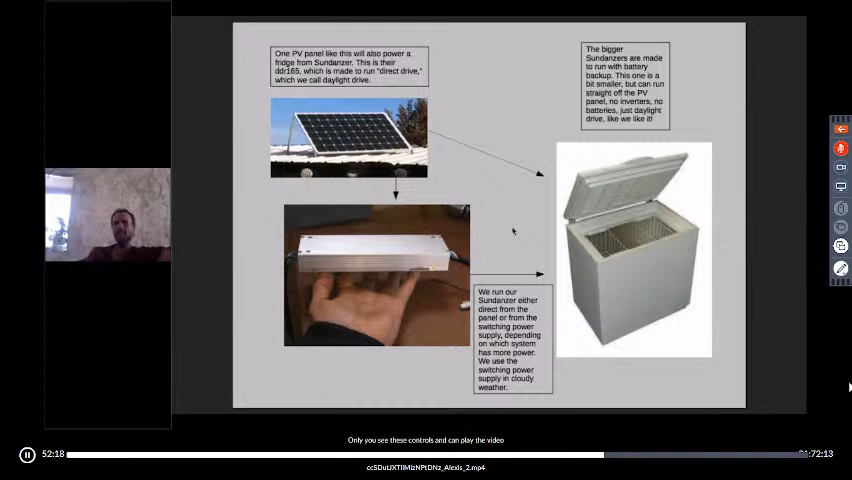 One PV panel like this will also power a
fridge from Sundanzer. This is their
ddr165, which is made to run "direct drive,"
which we call daylight drive.
The bigger
Sundanzers are made
to run with battery
backup. This one is a
bit smaller, but can run
straight off the PV
panel, no inverters, no
batteries, just daylight
drive, like we like it!
We run our
Sundanzer either
direct from the
panel or from the
switching power
supply, depending
on which system
has more power.
We use the
switching power
supply in cloudy
weather.
Only you see these controls and can play the video
52:18